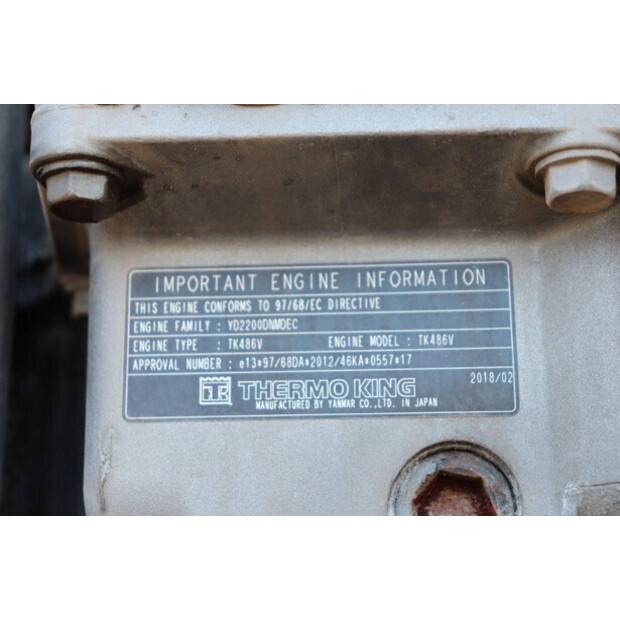 IMPORTANT ENGINE INFORMATION
THIS ENGINE CONFORMS TO 97/68/EC DIRECTIVE
ENGINE FAMILY : YD2200DNMDEC
ENGINE TYPE : TK486V ENGINE MODEL : TK486V
APPROVAL NUMBER : e13*97/68DA*2012/46KA*0557*17
TK THERMO KING 2018/02
MANUFACTURED BY YANMAR CO.,LTD. IN JAPAN